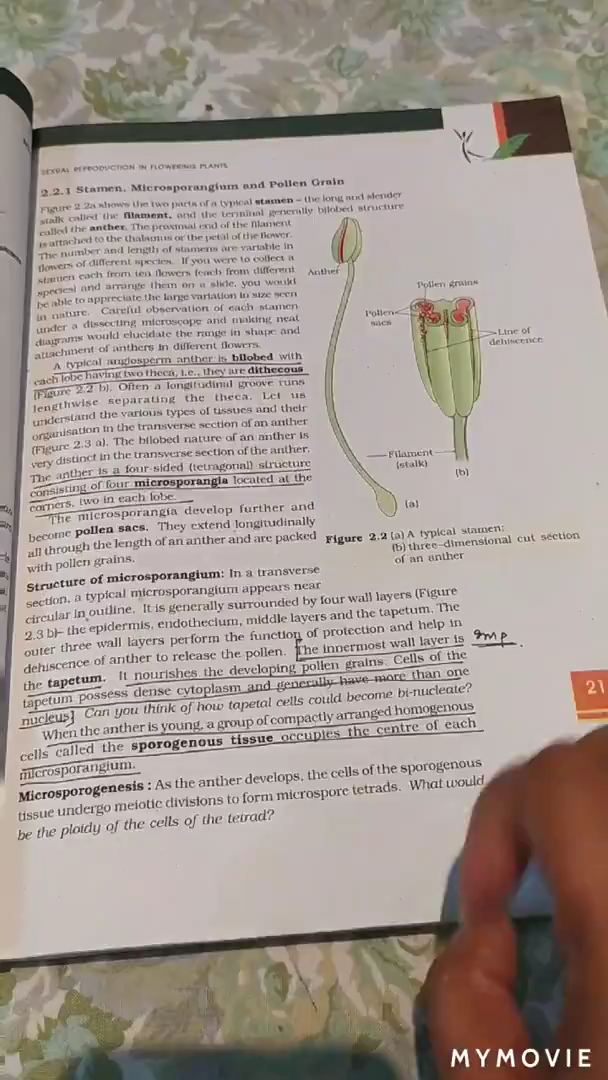 SEXUAL REPRODUCTION IN FLOWERING PLANTS
2.2.1 Stamen, Microsporangium and Pollen Grain
Figure 2.2a shows the two parts of a typical stamen – the long and slender
stalk called the filament, and the terminal generally bilobed structure
called the anther. The proximal end of the filament
is attached to the thalamus or the petal of the flower.
The number and length of stamens are variable in
flowers of different species. If you were to collect a
stamen each from ten flowers (each from different
species) and arrange them on a slide, you would
be able to appreciate the large variation in size seen
in nature. Careful observation of each stamen
under a dissecting microscope and making neat
diagrams would elucidate the range in shape and
attachment of anthers in different flowers.
A typical angiosperm anther is bilobed with
each lobe having two theca, i.e., they are dithecous
(Figure 2.2 b). Often a longitudinal groove runs
lengthwise separating the theca. Let us
understand the various types of tissues and their
organisation in the transverse section of an anther
(Figure 2.3 a). The bilobed nature of an anther is
very distinct in the transverse section of the anther.
The anther is a four-sided (tetragonal) structure
consisting of four microsporangia located at the
corners, two in each lobe.
The microsporangia develop further and
become pollen sacs. They extend longitudinally
all through the length of an anther and are packed
with pollen grains.
Anther
Pollen grains
Pollen
sacs
Line of
dehiscence
Filament
(stalk)
(b)
(a)
Figure 2.2 (a) A typical stamen;
(b) three-dimensional cut section
of an anther
Structure of microsporangium: In a transverse
section, a typical microsporangium appears near
circular in outline. It is generally surrounded by four wall layers (Figure
2.3 b)– the epidermis, endothecium, middle layers and the tapetum. The
outer three wall layers perform the function of protection and help in
dehiscence of anther to release the pollen. [The innermost wall layer is
the tapetum. It nourishes the developing pollen grains. Cells of the
tapetum possess dense cytoplasm and generally have more than one
nucleus] Can you think of how tapetal cells could become bi-nucleate?
Imp.
When the anther is young, a group of compactly arranged homogenous
cells called the sporogenous tissue occupies the centre of each
microsporangium.
Microsporogenesis : As the anther develops, the cells of the sporogenous
tissue undergo meiotic divisions to form microspore tetrads. What would
be the ploidy of the cells of the tetrad?
21
MYMOVIE